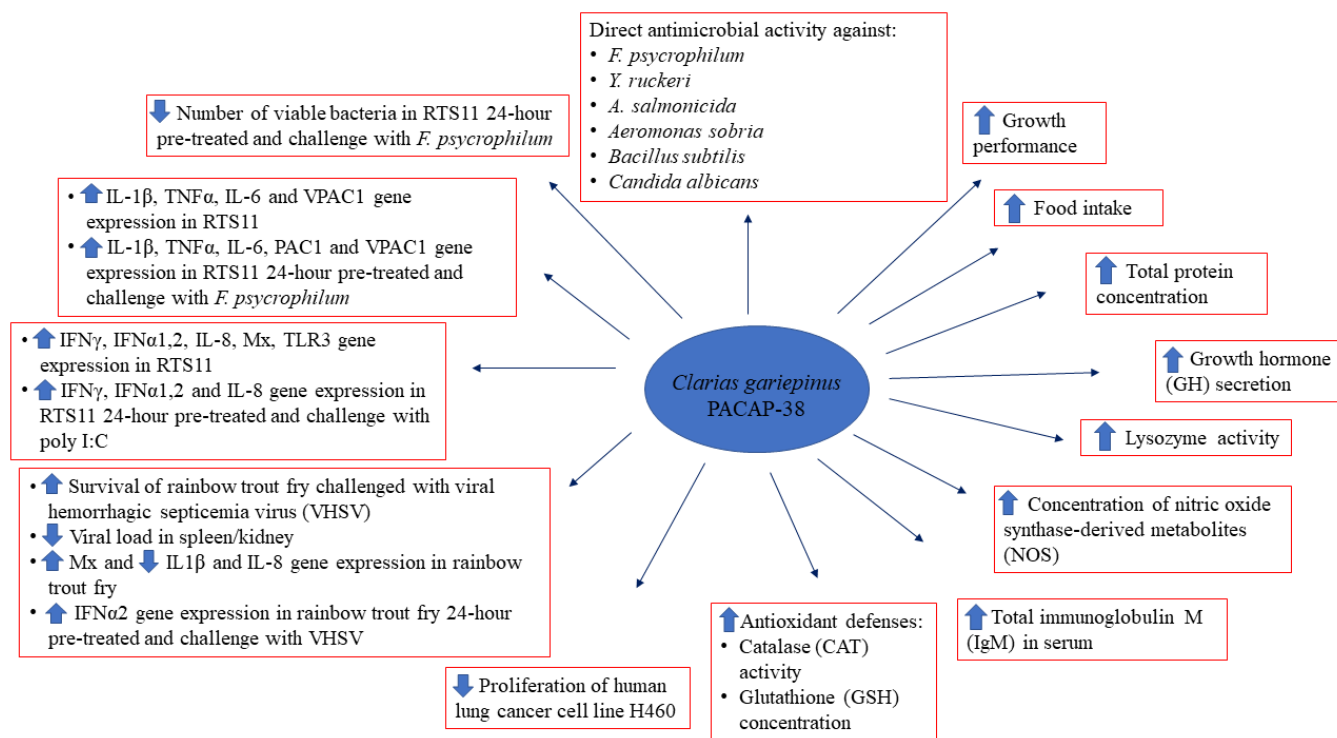 Direct antimicrobial activity against:
• F. psycrophilum
• Y. ruckeri
• A. salmonicida
• Aeromonas sobria
• Bacillus subtilis
• Candida albicans
Number of viable bacteria in RTS11 24-hour
pre-treated and challenge with F. psycrophilum
Growth
performance
• IL-1β, TNFα, IL-6 and VPAC1 gene
expression in RTS11
• IL-1β, TNFα, IL-6, PAC1 and VPAC1 gene
expression in RTS11 24-hour pre-treated and
challenge with F. psycrophilum
Food intake
Total protein
concentration
• IFNγ, IFNα1,2, IL-8, Mx, TLR3 gene
expression in RTS11
• IFNγ, IFNα1,2 and IL-8 gene expression in
RTS11 24-hour pre-treated and challenge with
poly I:C
Clarias gariepinus
PACAP-38
Growth hormone
(GH) secretion
Lysozyme activity
• Survival of rainbow trout fry challenged with viral
hemorrhagic septicemia virus (VHSV)
• Viral load in spleen/kidney
• Mx and IL1β and IL-8 gene expression in rainbow
trout fry
• IFNα2 gene expression in rainbow trout fry 24-hour
pre-treated and challenge with VHSV
Concentration of nitric oxide
synthase-derived metabolites
(NOS)
Total immunoglobulin M
(IgM) in serum
Antioxidant defenses:
• Catalase (CAT)
activity
• Glutathione (GSH)
concentration
Proliferation of human
lung cancer cell line H460